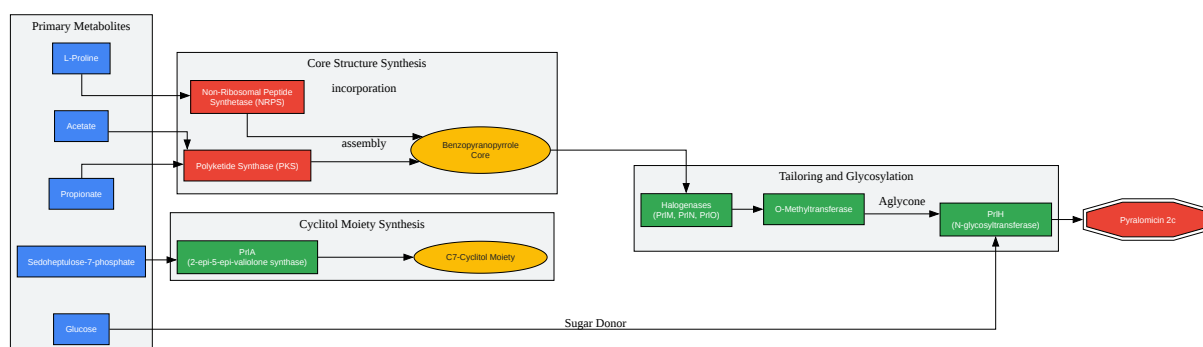 Primary Metabolites
L-Proline
Acetate
Propionate
Sedoheptulose-7-phosphate
Glucose
Core Structure Synthesis
Non-Ribosomal Peptide
Synthetase (NRPS)
incorporation
Polyketide Synthase (PKS)
assembly
Benzopyranopyrrole
Core
Cyclitol Moiety Synthesis
PrlA
(2-epi-5-epi-valiolone synthase)
C7-Cyclitol Moiety
Sugar Donor
Tailoring and Glycosylation
Halogenases
(PrlM, PrlN, PrlO)
O-Methyltransferase
Aglycone
PrlH
(N-glycosyltransferase)
Pyralomicin 2c